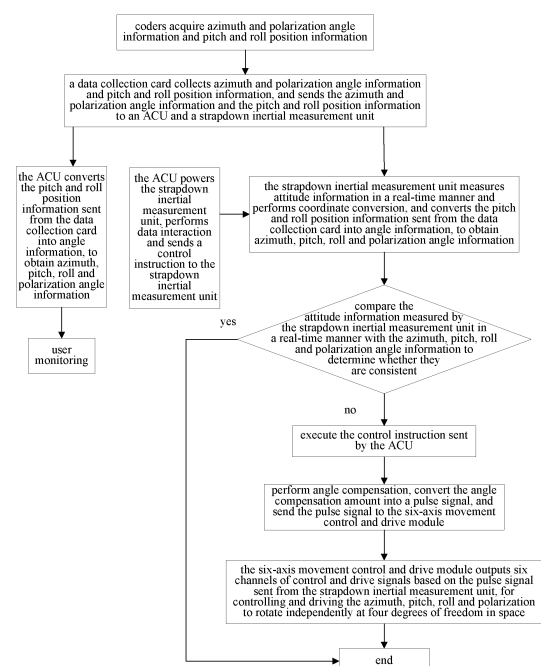 coders acquire azimuth and polarization angle
information and pitch and roll position information
a data collection card collects azimuth and polarization angle
information and pitch and roll position information, and sends the
azimuth and
polarization angle information and the pitch and roll position information
to an ACU and a strapdown inertial measurement unit
the ACU converts
the pitch and roll
position
information sent
from the data
collection card
into angle
information, to
obtain azimuth,
pitch, roll and
polarization angle
information
user
monitoring
the ACU powers
the strapdown
inertial
measurement
unit, performs
data interaction
and sends a
control
instruction to the
strapdown
inertial
measurement unit
the strapdown inertial measurement unit measures
attitude information in a real-time manner and
performs coordinate conversion, and converts the pitch
and roll position information sent from the data
collection card into angle information, to obtain
azimuth, pitch, roll and polarization angle information
compare the
attitude information measured by
the strapdown inertial measurement unit in
a real-time manner with the azimuth, pitch, roll
and polarization angle information to
determine whether they
are consistent
yes
no
execute the control instruction sent
by the ACU
perform angle compensation, convert the angle
compensation amount into a pulse signal, and
send the pulse signal to the six-axis movement
control and drive module
the six-axis movement control and drive module outputs six
channels of control and drive signals based on the pulse signal
sent from the strapdown inertial measurement unit, for
controlling and driving the azimuth, pitch, roll and polarization
to rotate independently at four degrees of freedom in space
end